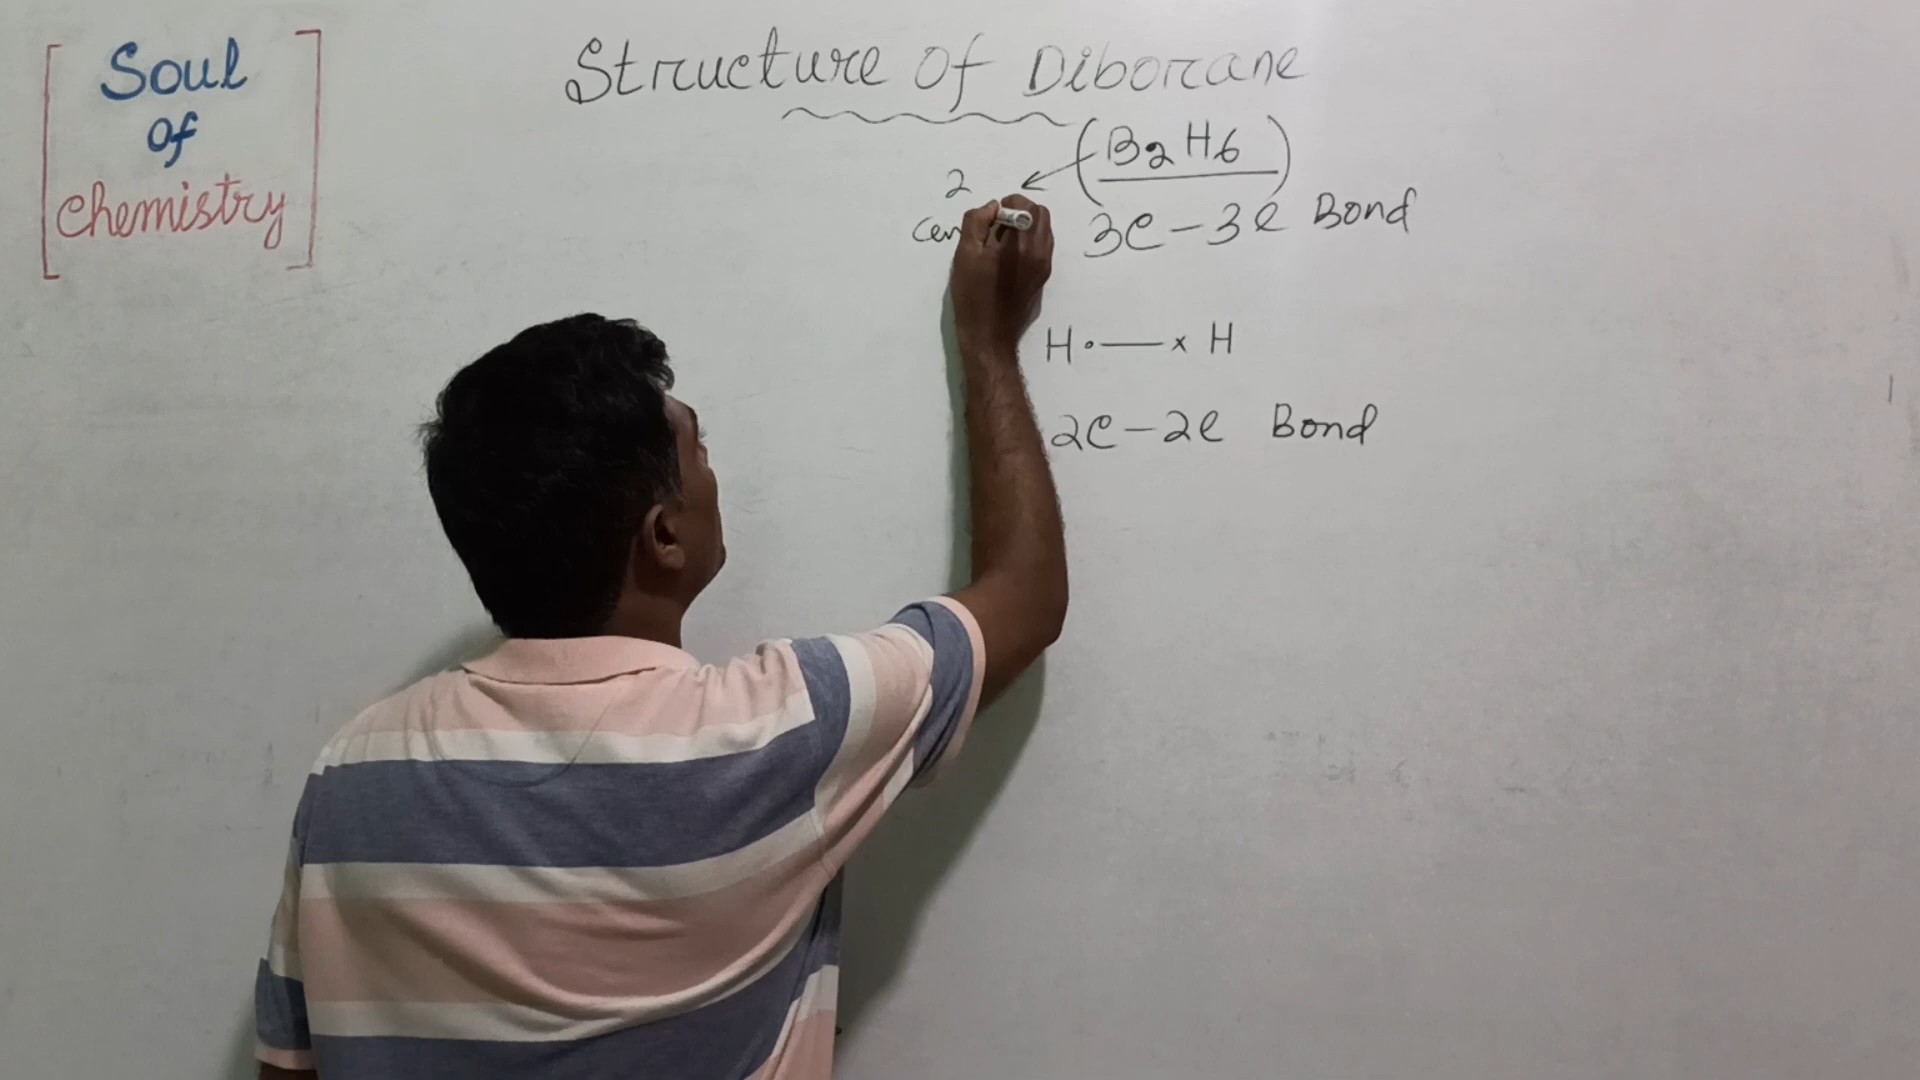 Soul
Of
Chemistry
Structure of Diborane
(B2H6)
2
3C-3e Bond
H•—x H
2C-2e Bond